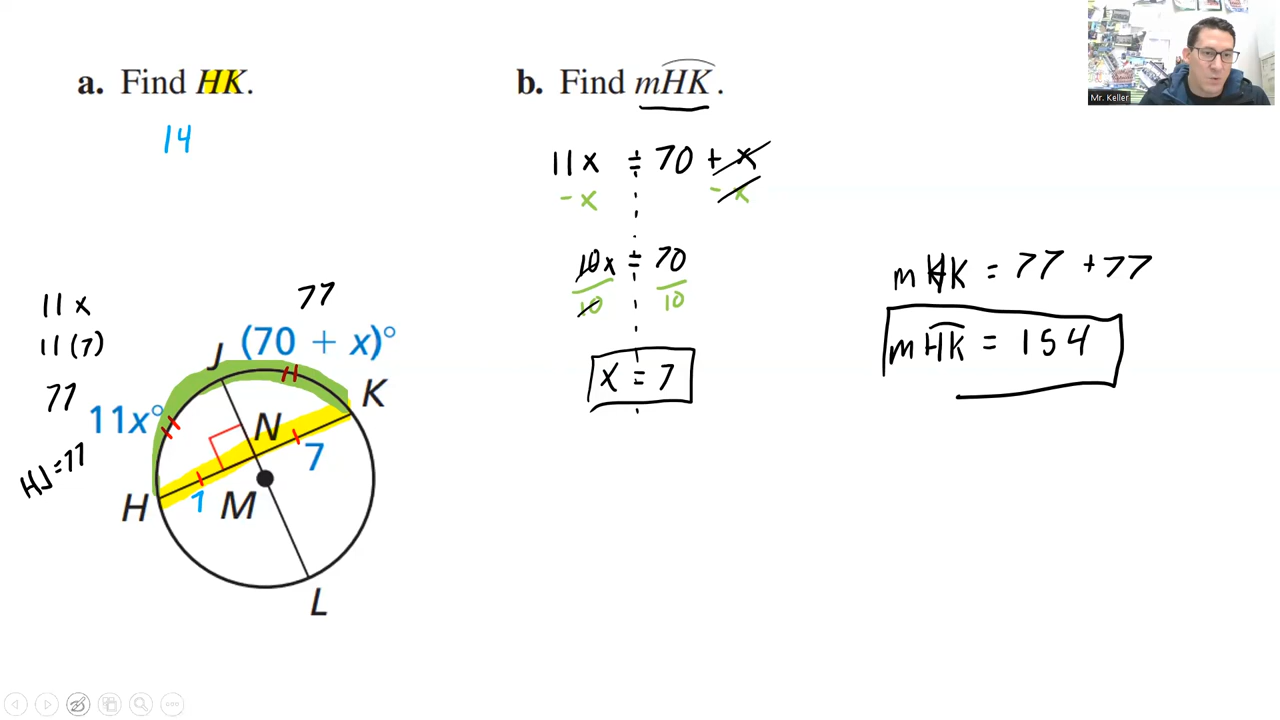 a. Find HK.
14
b. Find mHK.
11x = 70 + x
- x - x
10x = 70
10 10
x = 7
mHK = 77 + 77
mHK = 154
11x
11(7)
77
HJ = 77
77
(70 + x)°
11x°
J
K
N
7
H
7
M
L
Mr. Keller